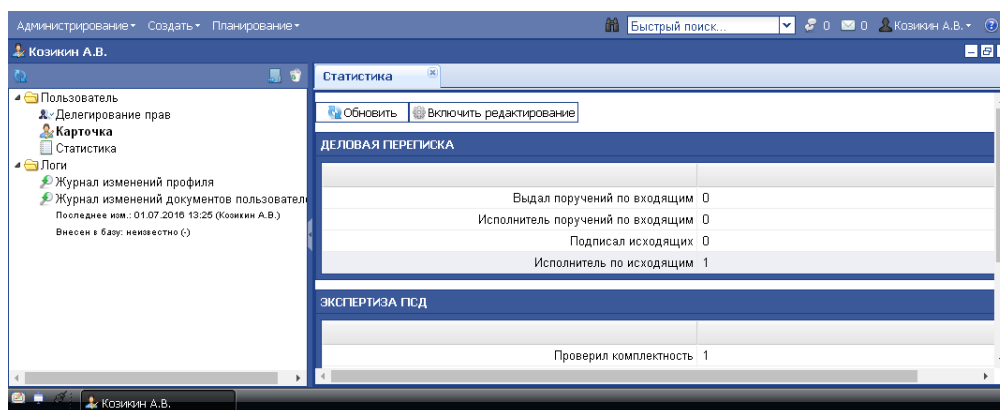 Администрирование Создать Планирование Быстрый поиск... 0 0 Козикин А.В.
Козикин А.В.
Статистика
Пользователь
Делегирование прав
Карточка
Статистика
Логи
Журнал изменений профиля
Журнал изменений документов пользовател
Последнее изм.: 01.07.2016 13:25 (Козикин А.В.)
Внесен в базу: неизвестно (-)
Обновить Включить редактирование
ДЕЛОВАЯ ПЕРЕПИСКА
Выдал поручений по входящим 0
Исполнитель поручений по входящим 0
Подписал исходящих 0
Исполнитель по исходящим 1
ЭКСПЕРТИЗА ПСД
Проверил комплектность 1
Козикин А.В.